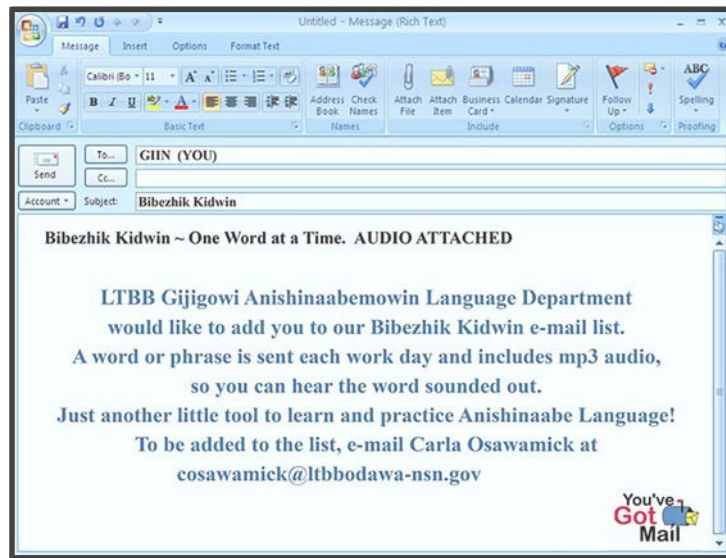 Untitled - Message (Rich Text)
Message Insert Options Format Text
Calibri (Bo 11
Paste
B I U
Address Book
Check Names
Attach File
Attach Item
Business Card
Calendar
Signature
Follow Up
ABC
Spelling
Clipboard Basic Text Names Include Options Proofing
Send
To... GIIN (YOU)
Cc...
Account Subject: Bibezhik Kidwin
Bibezhik Kidwin ~ One Word at a Time. AUDIO ATTACHED
LTBB Gijigowi Anishinaabemowin Language Department
would like to add you to our Bibezhik Kidwin e-mail list.
A word or phrase is sent each work day and includes mp3 audio,
so you can hear the word sounded out.
Just another little tool to learn and practice Anishinaabe Language!
To be added to the list, e-mail Carla Osawamick at
cosawamick@ltbbodawa-nsn.gov
You've
Got
Mail